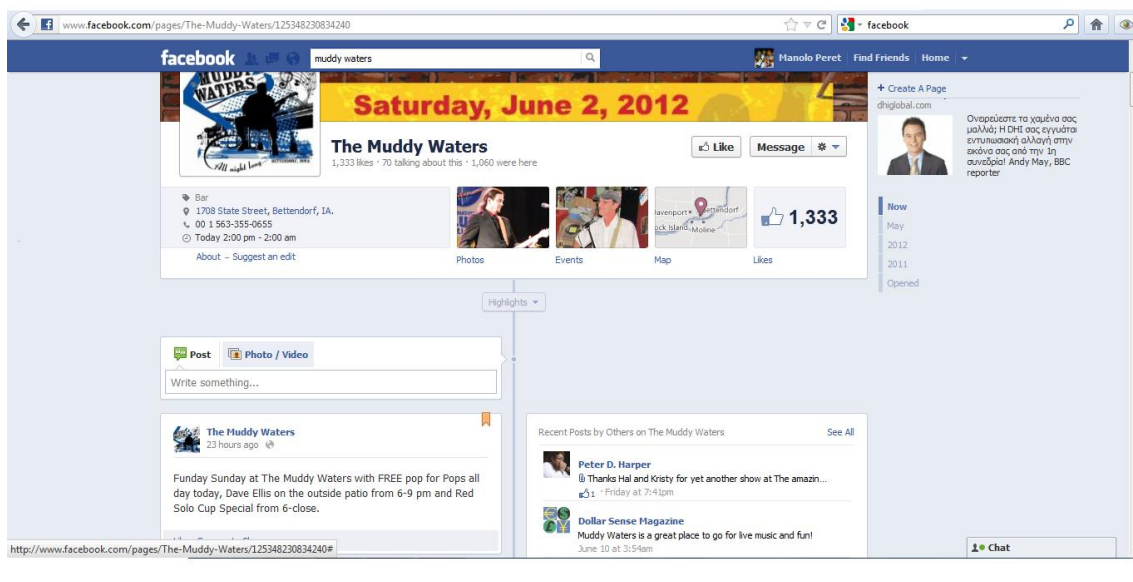 www.facebook.com/pages/The-Muddy-Waters/125348230834240
facebook
facebook
muddy waters
Manolo Peret
Find Friends
Home
MUDDY
WATERS
All night long
BETTENDORF, IOWA
Saturday, June 2, 2012
The Muddy Waters
1,333 likes · 70 talking about this · 1,060 were here
Like
Message
Bar
1708 State Street, Bettendorf, IA.
00 1 563-355-0655
Today 2:00 pm - 2:00 am
About – Suggest an edit
Photos
Events
Davenport
Bettendorf
ock Island
Moline
Map
1,333
Likes
+ Create A Page
dhiglobal.com
Ονειρεύεστε τα χαμένα σας
μαλλιά; Η DHI σας εγγυάται
εντυπωσιακή αλλαγή στην
εικόνα σας από την 1η
συνεδρία! Andy May, BBC
reporter
Now
May
2012
2011
Opened
Highlights
Post
Photo / Video
Write something...
The Muddy Waters
23 hours ago
Funday Sunday at The Muddy Waters with FREE pop for Pops all
day today, Dave Ellis on the outside patio from 6-9 pm and Red
Solo Cup Special from 6-close.
Recent Posts by Others on The Muddy Waters
See All
Peter D. Harper
Thanks Hal and Kristy for yet another show at The amazin...
1 · Friday at 7:41pm
Dollar Sense Magazine
Muddy Waters is a great place to go for live music and fun!
June 10 at 3:54am
http://www.facebook.com/pages/The-Muddy-Waters/125348230834240#
Chat